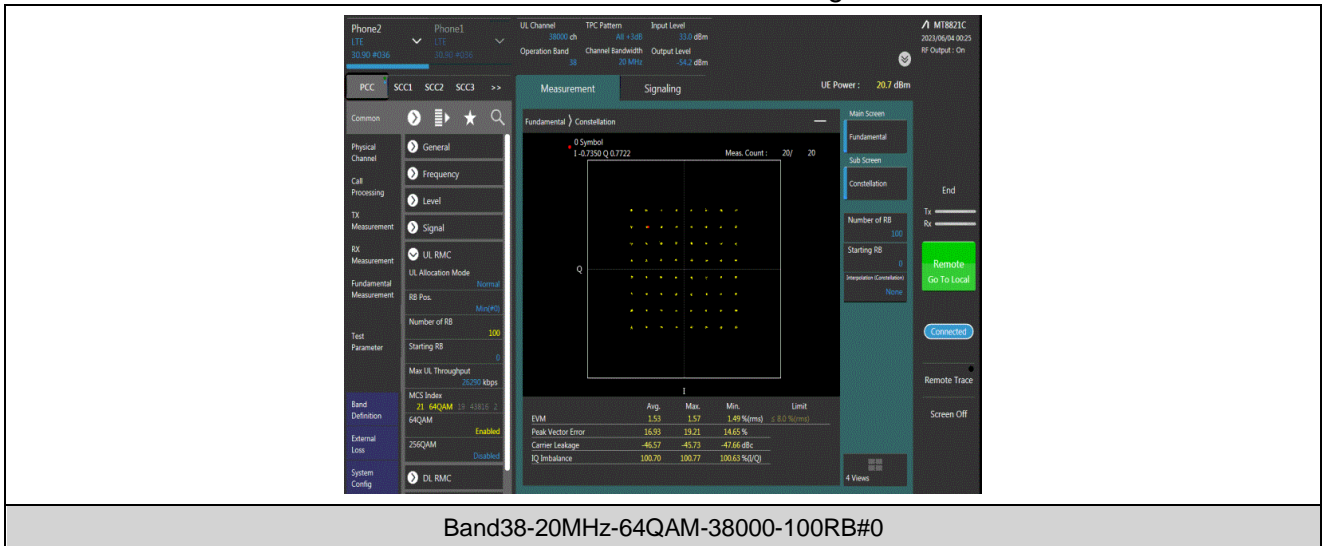 Phone2
LTE
30.90 #036
Phone1
LTE
30.90 #036
UL Channel TPC Pattern Input Level
38000 ch All +3dB 33.0 dBm
Operation Band Channel Bandwidth Output Level
38 20 MHz -54.2 dBm
MT8821C
2023/06/04 00:25
RF Output : On
PCC SCC1 SCC2 SCC3 >>
Measurement Signaling
UE Power : 20.7 dBm
Common
Physical
Channel
Call
Processing
TX
Measurement
RX
Measurement
Fundamental
Measurement
Test
Parameter
Band
Definition
External
Loss
System
Config
General
Frequency
Level
Signal
UL RMC
UL Allocation Mode
Normal
RB Pos.
Min(#0)
Number of RB
100
Starting RB
0
Max UL Throughput
26290 kbps
MCS Index
21 64QAM 19 43816 2
64QAM
Enabled
256QAM
Disabled
DL RMC
Fundamental Constellation
0 Symbol
I -0.7350 Q 0.7722
Meas. Count : 20/ 20
Q
I
Avg. Max. Min. Limit
EVM 1.53 1.57 1.49 %(rms) ≤ 8.0 %(rms)
Peak Vector Error 16.93 19.21 14.65 %
Carrier Leakage -46.57 -45.73 -47.66 dBc
IQ Imbalance 100.70 100.77 100.63 %(I/Q)
Main Screen
Fundamental
Sub Screen
Constellation
Number of RB
100
Starting RB
0
Interpolation (Constellation)
None
4 Views
End
Tx
Rx
Remote
Go To Local
Connected
Remote Trace
Screen Off
Band38-20MHz-64QAM-38000-100RB#0